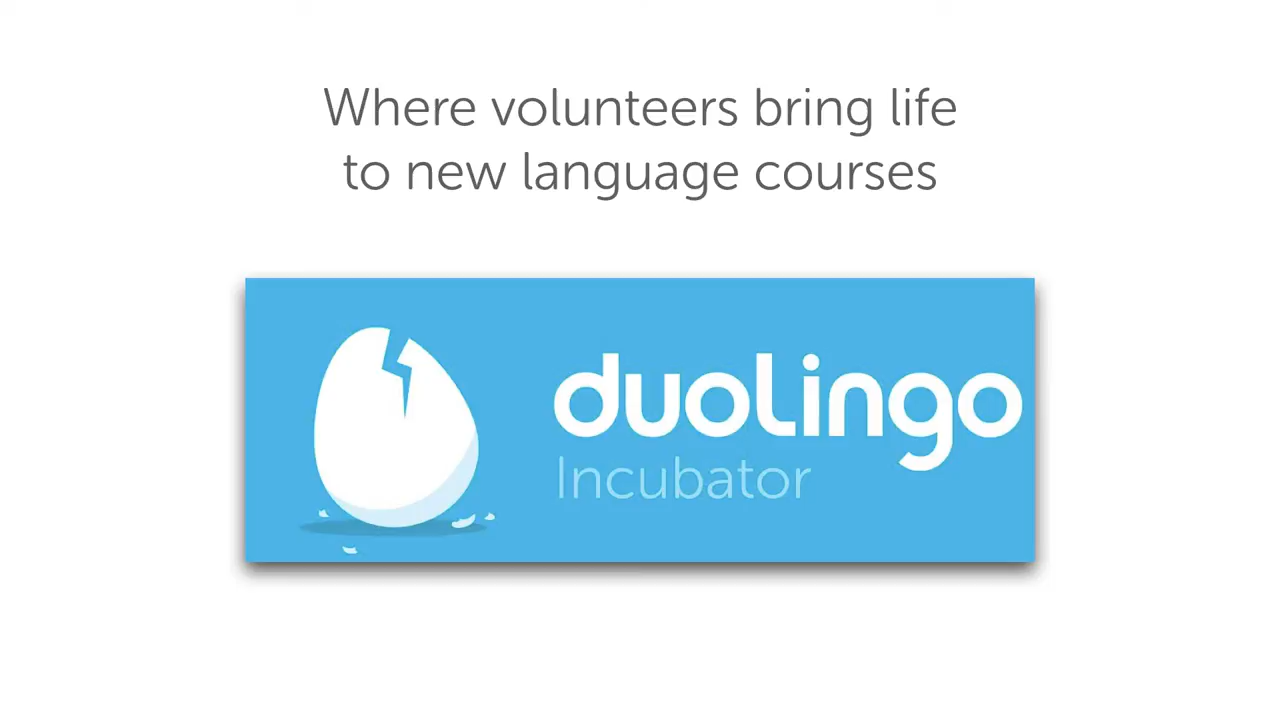 Where volunteers bring life
to new language courses
duolingo
Incubator